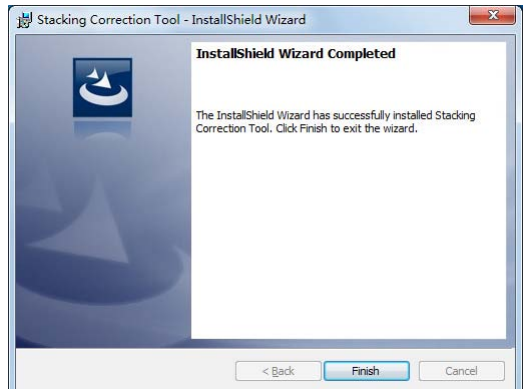 Stacking Correction Tool - InstallShield Wizard
InstallShield Wizard Completed
The InstallShield Wizard has successfully installed Stacking
Correction Tool. Click Finish to exit the wizard.
< Back
Finish
Cancel